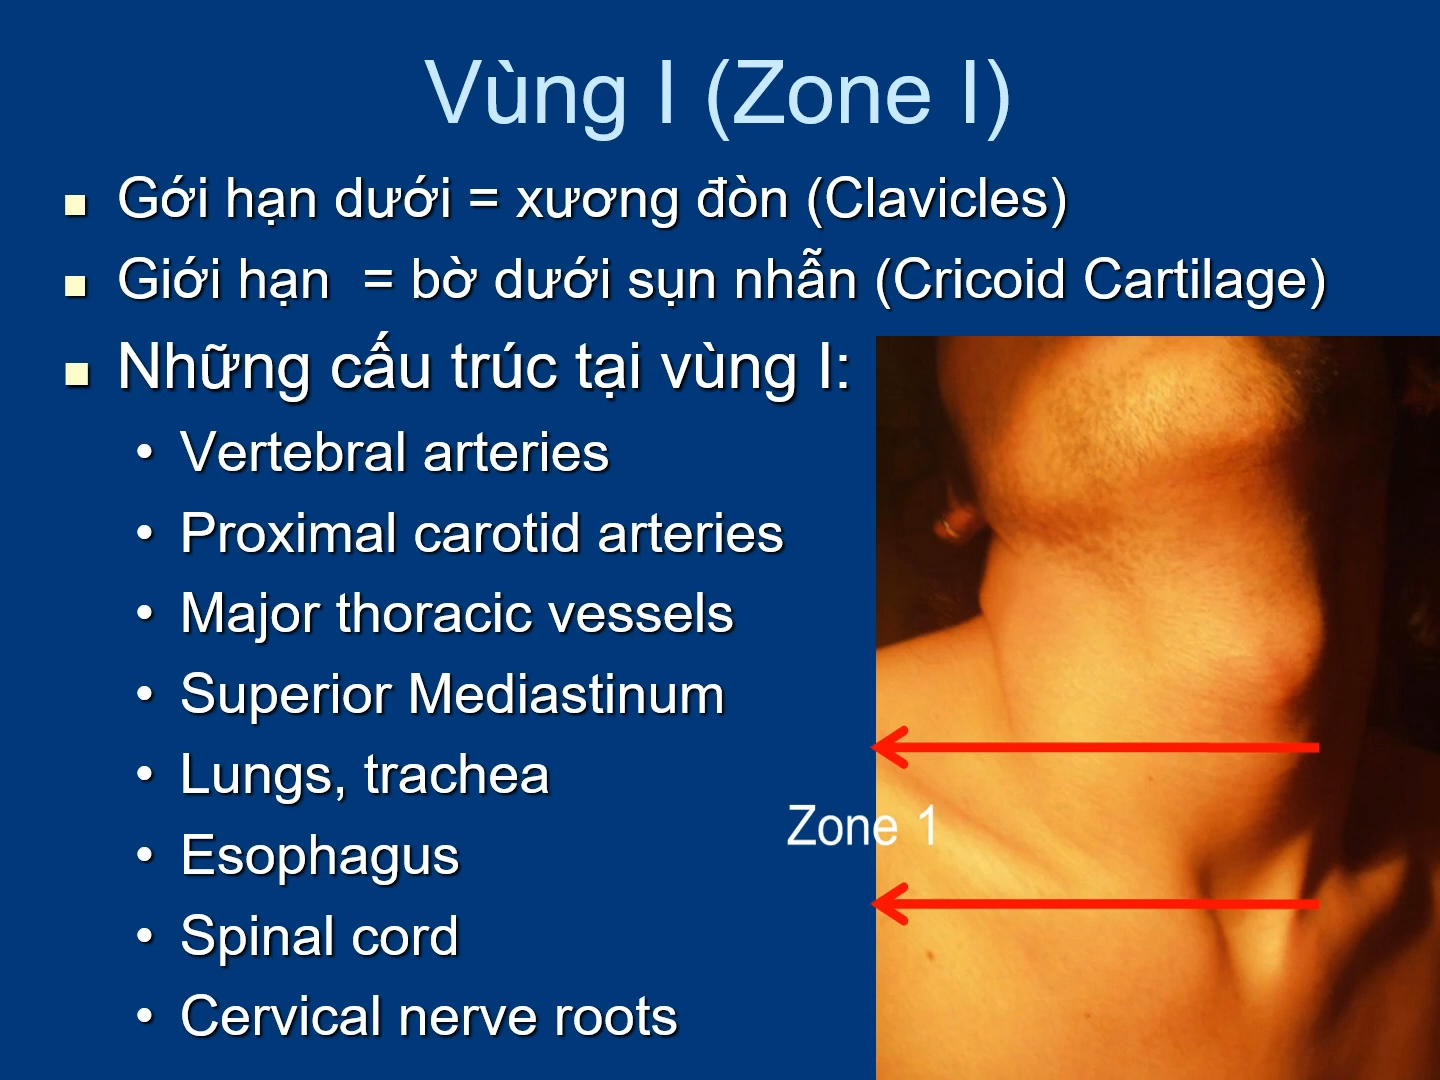 Vùng I (Zone I)
Gới hạn dưới = xương đòn (Clavicles)
Giới hạn  = bờ dưới sụn nhẫn (Cricoid Cartilage)
Những cấu trúc tại vùng I:
• Vertebral arteries
• Proximal carotid arteries
• Major thoracic vessels
• Superior Mediastinum
• Lungs, trachea
• Esophagus
• Spinal cord
• Cervical nerve roots
Zone 1